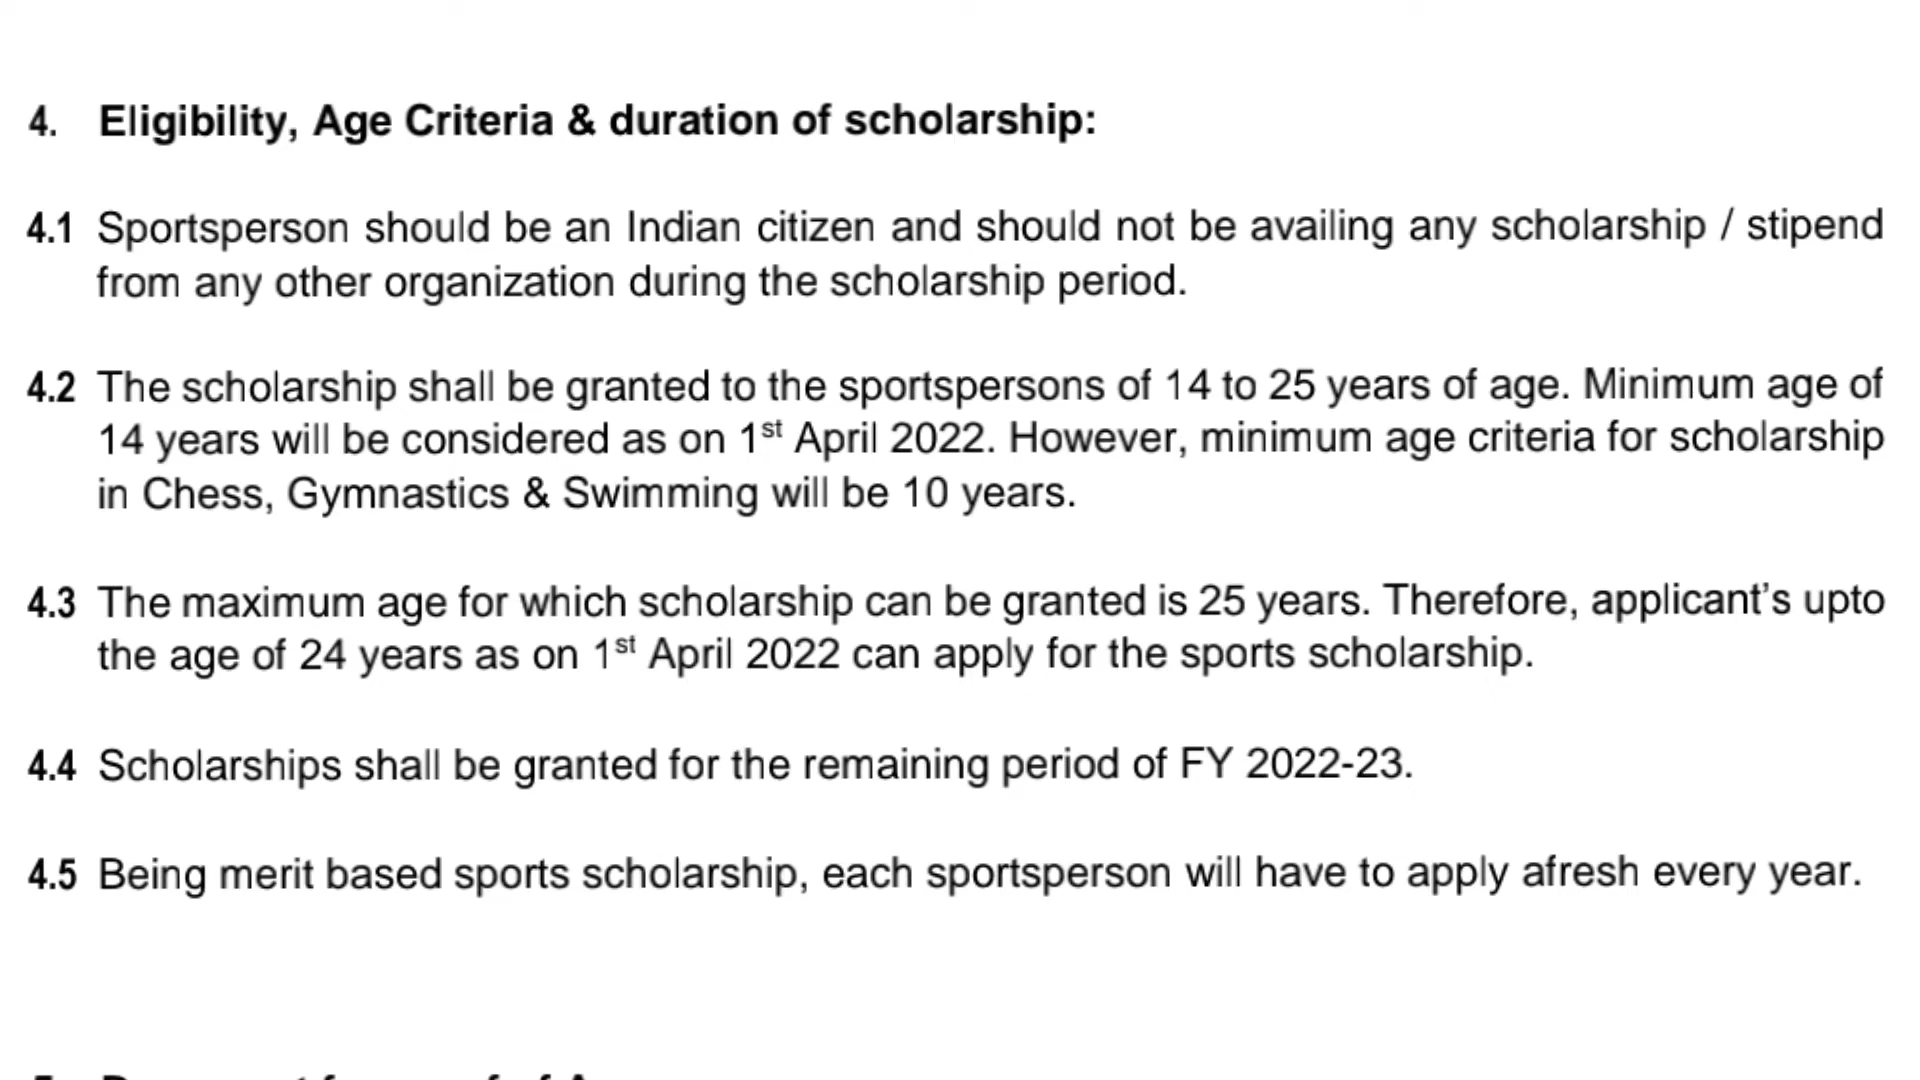 4. Eligibility, Age Criteria & duration of scholarship:
4.1 Sportsperson should be an Indian citizen and should not be availing any scholarship / stipend
from any other organization during the scholarship period.
4.2 The scholarship shall be granted to the sportspersons of 14 to 25 years of age. Minimum age of
14 years will be considered as on 1st April 2022. However, minimum age criteria for scholarship
in Chess, Gymnastics & Swimming will be 10 years.
4.3 The maximum age for which scholarship can be granted is 25 years. Therefore, applicant's upto
the age of 24 years as on 1st April 2022 can apply for the sports scholarship.
4.4 Scholarships shall be granted for the remaining period of FY 2022-23.
4.5 Being merit based sports scholarship, each sportsperson will have to apply afresh every year.